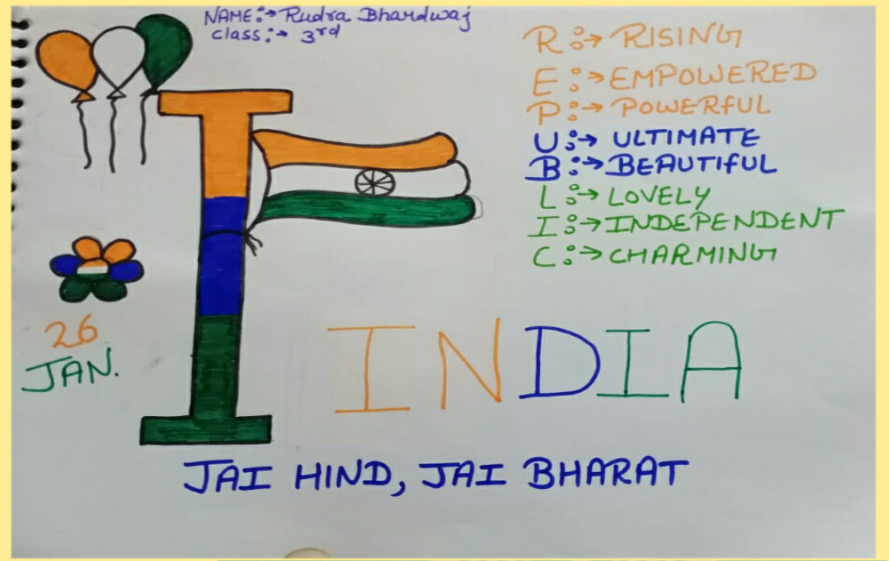 NAME:→ Rudra Bhardwaj
class:→ 3rd
R:→ RISING
E:→ EMPOWERED
P:→ POWERFUL
U:→ ULTIMATE
B:→ BEAUTIFUL
L:→ LOVELY
I:→ INDEPENDENT
C:→ CHARMING
26
JAN.
I
INDIA
JAI HIND, JAI BHARAT